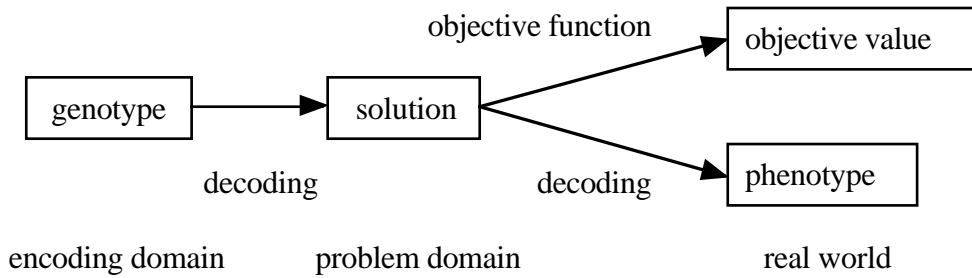 objective function
objective value
genotype
solution
phenotype
decoding
decoding
encoding domain
problem domain
real world